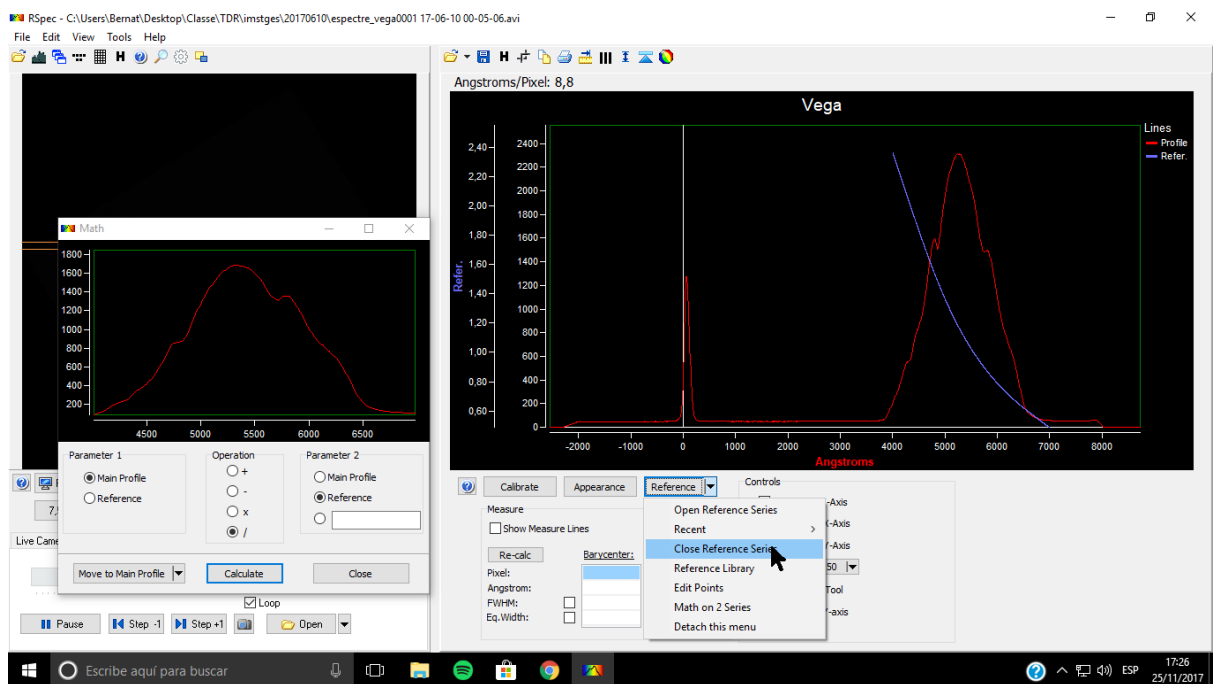 RSpec - C:\Users\Bernat\Desktop\Classe\TDR\imstges\20170610\espectre_vega0001 17-06-10 00-05-06.avi
File Edit View Tools Help
H
H
Angstroms/Pixel: 8,8
Vega
Lines
Profile
Refer.
2,40
2,20
2,00
1,80
1,60
1,40
1,20
1,00
0,80
0,60
Refer.
2400
2200
2000
1800
1600
1400
1200
1000
800
600
400
200
0
-2000 -1000 0 1000 2000 3000 4000 5000 6000 7000 8000
Angstroms
Math
1800
1600
1400
1200
1000
800
600
400
200
4500 5000 5500 6000 6500
Parameter 1 Operation Parameter 2
Main Profile
Reference
+
-
x
/
Main Profile
Reference
Move to Main Profile Calculate Close
Live Came
Loop
Pause Step -1 Step +1 Open
Calibrate Appearance Reference Controls
Measure
Show Measure Lines
Re-calc Barycenter:
Pixel:
Angstrom:
FWHM:
Eq.Width:
Open Reference Series
Recent
Close Reference Series
Reference Library
Edit Points
Math on 2 Series
Detach this menu
-Axis
-Axis
-Axis
50
Tool
-axis
Escribe aquí para buscar
ESP
17:26
25/11/2017